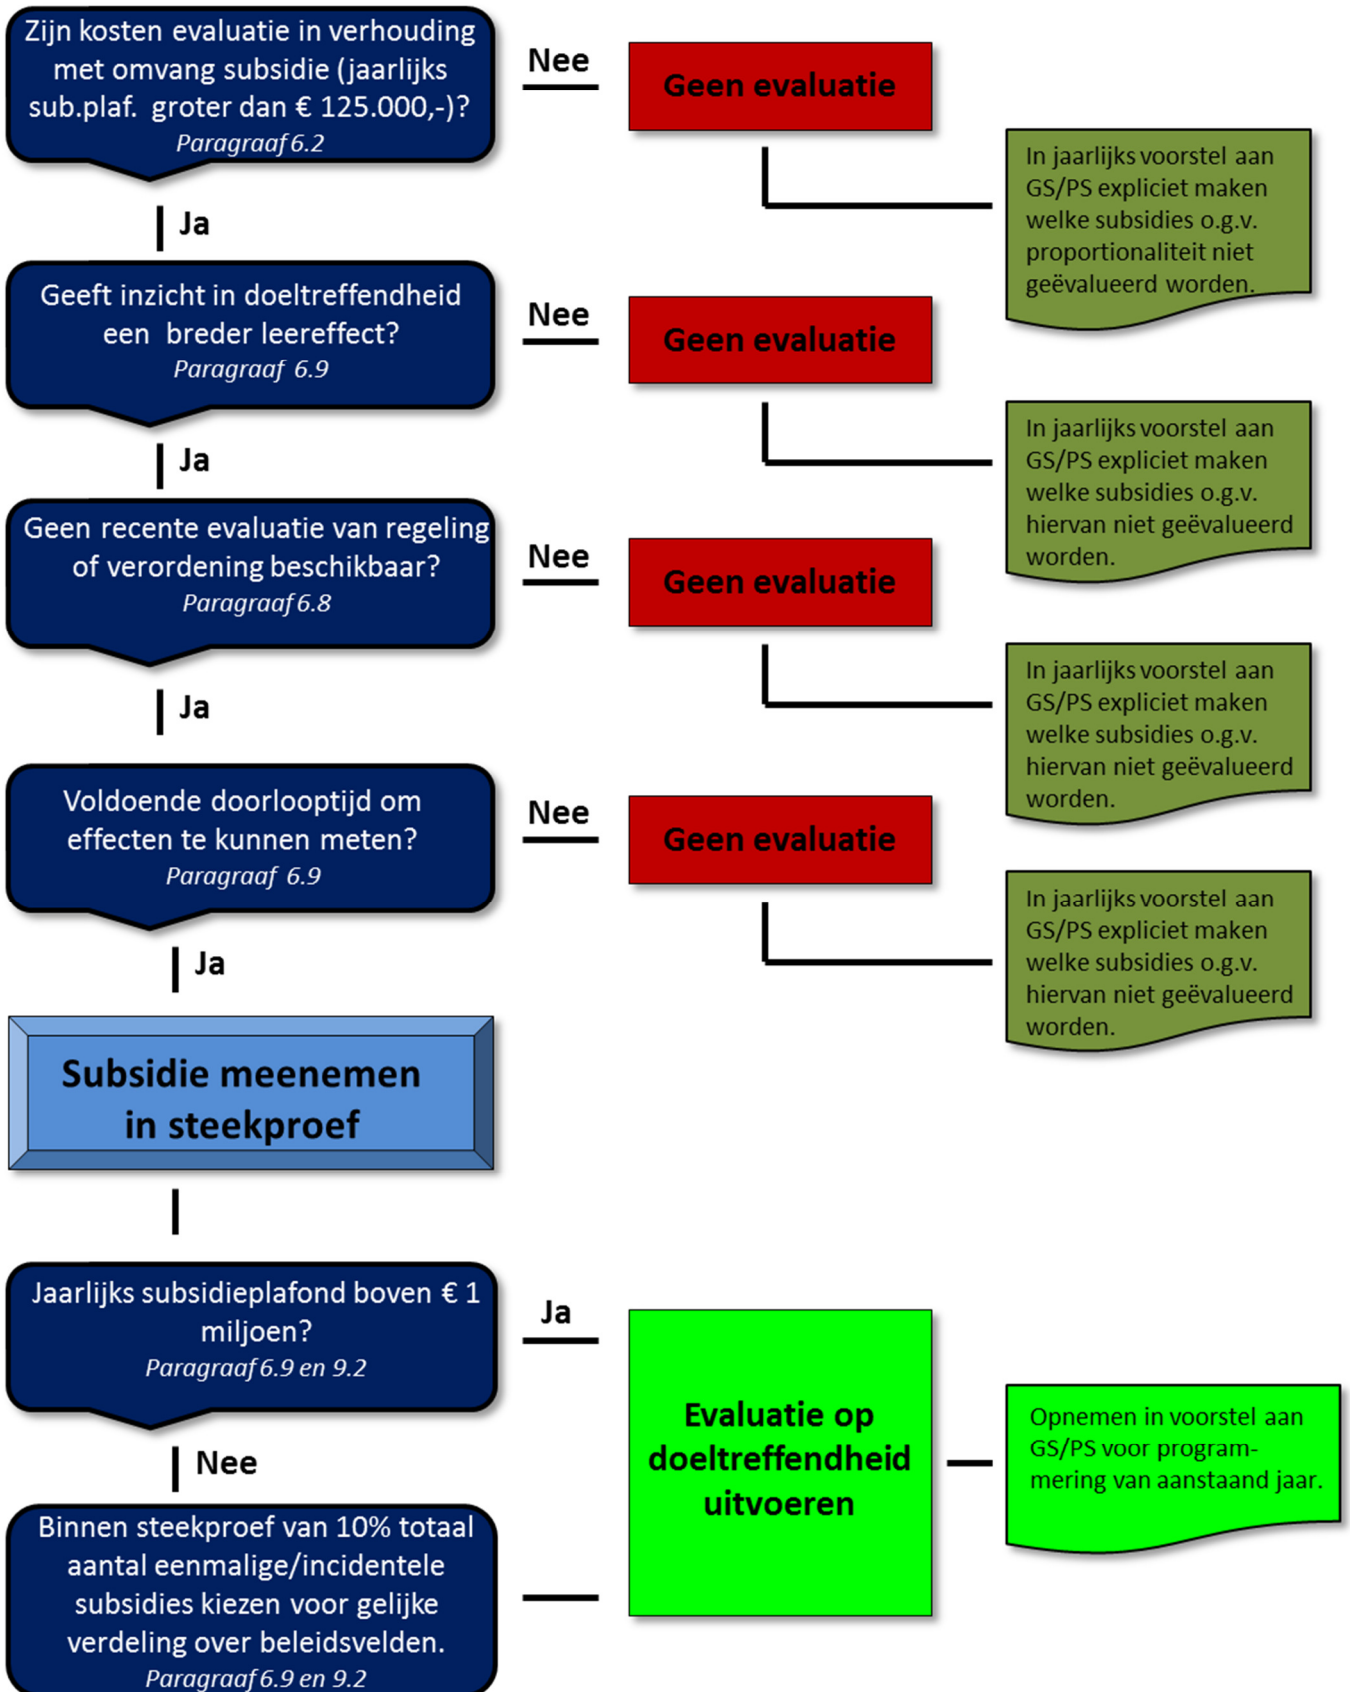 Zijn kosten evaluatie in verhouding
met omvang subsidie (jaarlijks
sub.plaf. groter dan € 125.000,-)?
Paragraaf 6.2
Nee
Geen evaluatie
In jaarlijks voorstel aan
GS/PS expliciet maken
welke subsidies o.g.v.
proportionaliteit niet
geëvalueerd worden.
Ja
Geeft inzicht in doeltreffendheid
een breder leereffect?
Paragraaf 6.9
Nee
Geen evaluatie
In jaarlijks voorstel aan
GS/PS expliciet maken
welke subsidies o.g.v.
hiervan niet geëvalueerd
worden.
Ja
Geen recente evaluatie van regeling
of verordening beschikbaar?
Paragraaf 6.8
Nee
Geen evaluatie
In jaarlijks voorstel aan
GS/PS expliciet maken
welke subsidies o.g.v.
hiervan niet geëvalueerd
worden.
Ja
Voldoende doorlooptijd om
effecten te kunnen meten?
Paragraaf 6.9
Nee
Geen evaluatie
In jaarlijks voorstel aan
GS/PS expliciet maken
welke subsidies o.g.v.
hiervan niet geëvalueerd
worden.
Ja
Subsidie meenemen
in steekproef
Jaarlijks subsidieplafond boven € 1
miljoen?
Paragraaf 6.9 en 9.2
Ja
Evaluatie op
doeltreffendheid
uitvoeren
Opnemen in voorstel aan
GS/PS voor program-
mering van aanstaand jaar.
Nee
Binnen steekproef van 10% totaal
aantal eenmalige/incidentele
subsidies kiezen voor gelijke
verdeling over beleidsvelden.
Paragraaf 6.9 en 9.2